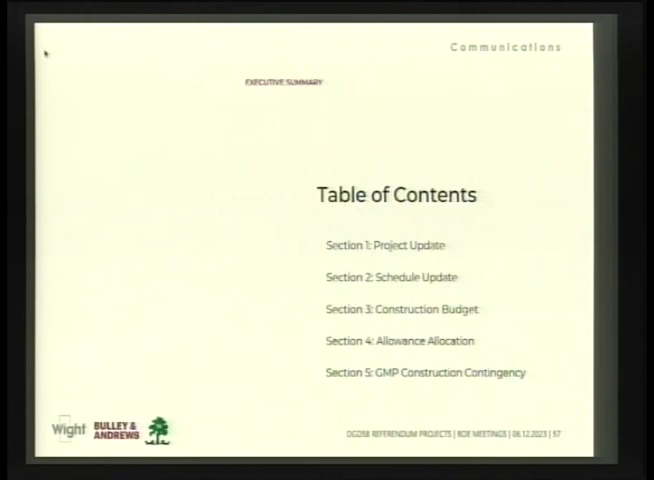 Communications
EXECUTIVE SUMMARY
Table of Contents
Section 1: Project Update
Section 2: Schedule Update
Section 3: Construction Budget
Section 4: Allowance Allocation
Section 5: GMP Construction Contingency
Wight
BULLEY &
ANDREWS
DGD58 REFERENDUM PROJECTS | BOE MEETINGS | 06.12.2023 | 57